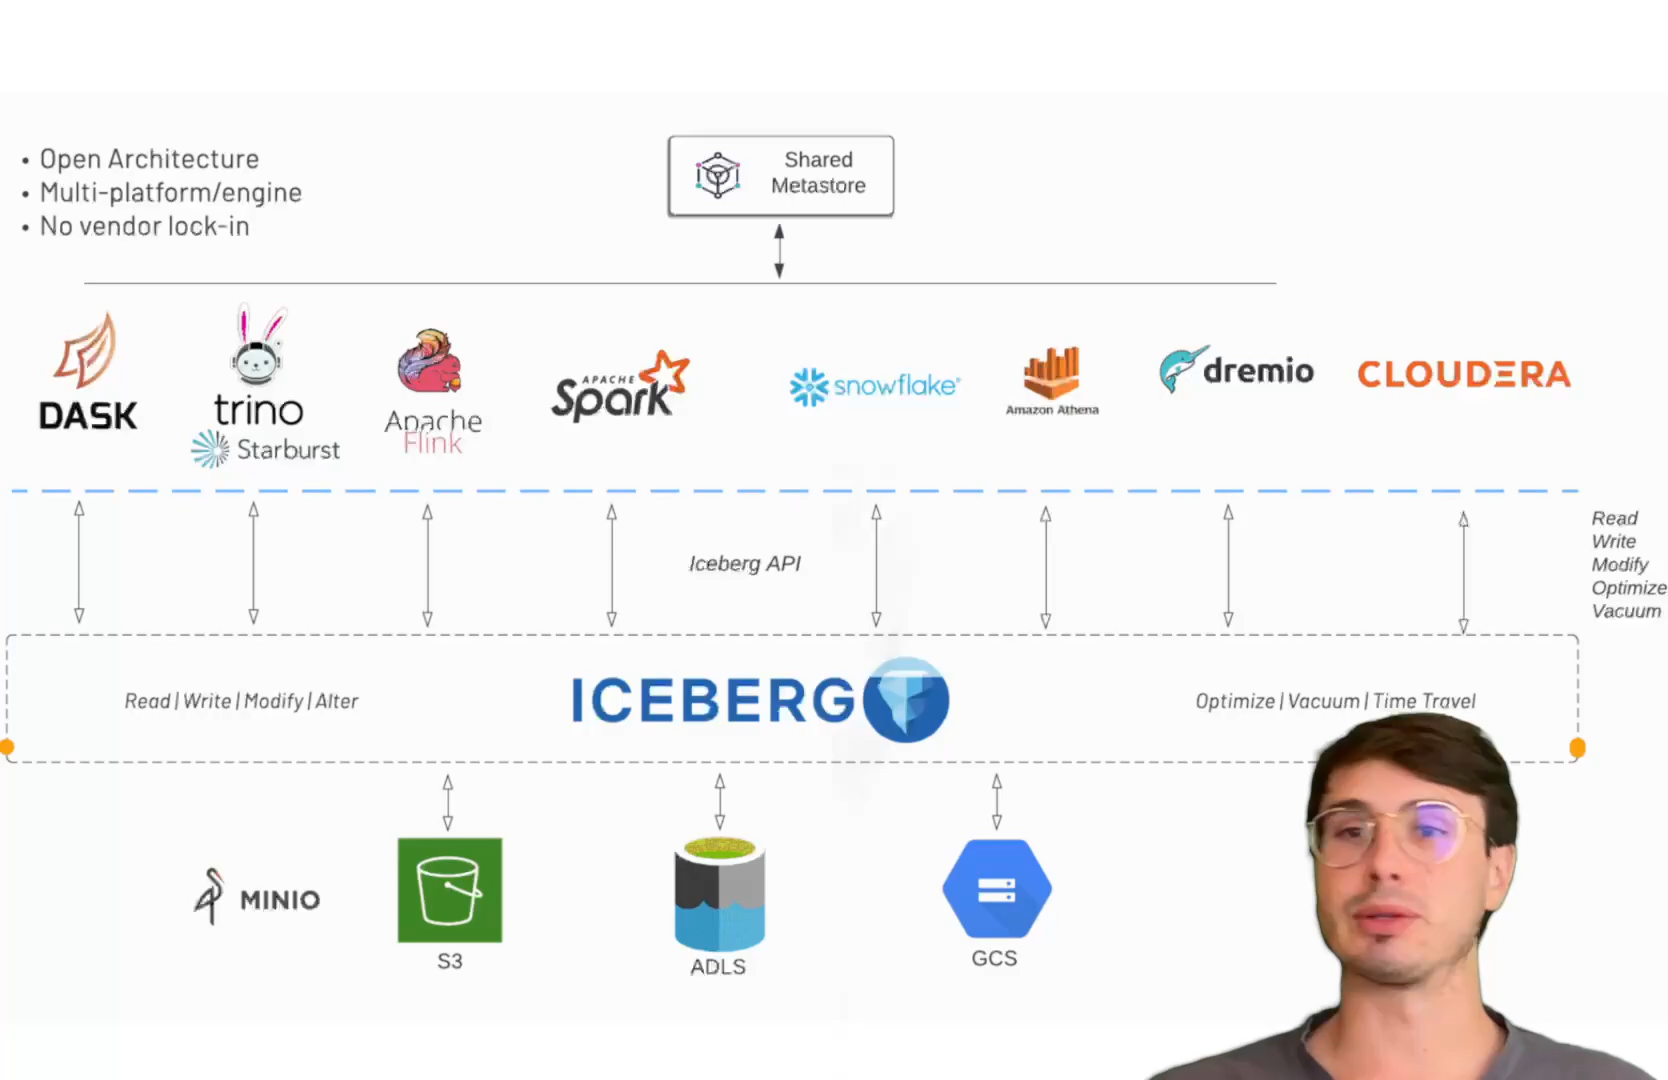 • Open Architecture
• Multi-platform/engine
• No vendor lock-in
Shared
Metastore
DASK
trino
Starburst
Apache
Flink
APACHE
Spark
snowflake®
Amazon Athena
dremio
CLOUDERA
Iceberg API
Read
Write
Modify
Optimize
Vacuum
Read | Write | Modify | Alter
ICEBERG
Optimize | Vacuum | Time Travel
MINIO
S3
ADLS
GCS